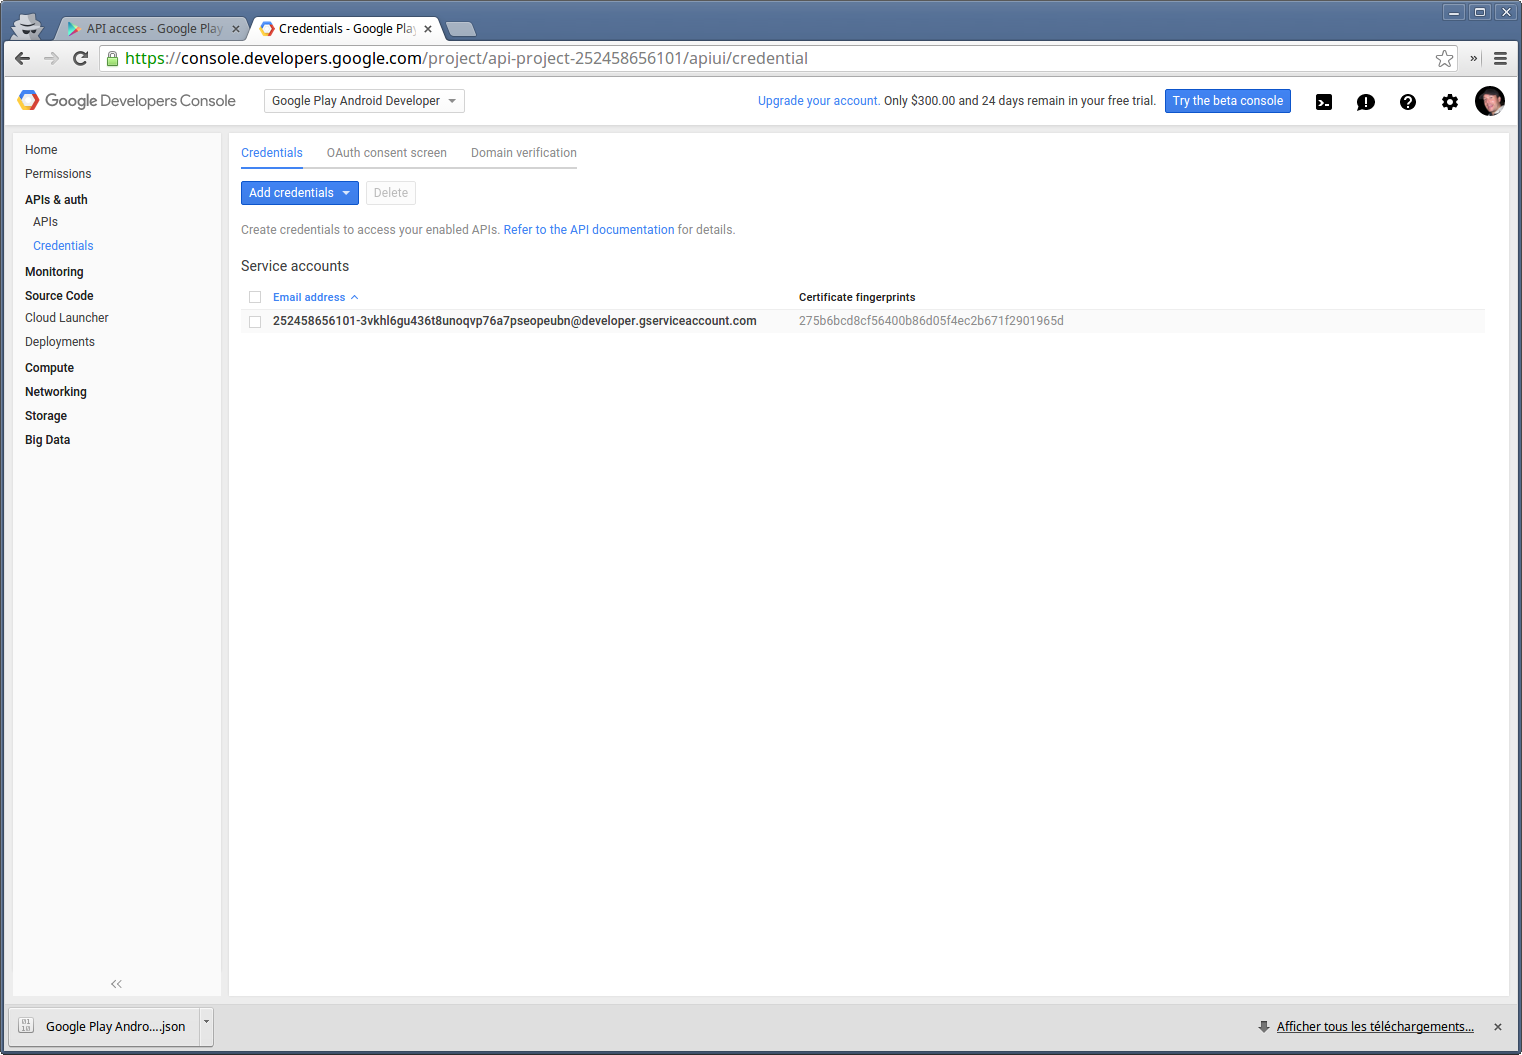 API access - Google Play
Credentials - Google Pla
https://console.developers.google.com/project/api-project-252458656101/apiui/credential
Google Developers Console
Google Play Android Developer
Upgrade your account. Only $300.00 and 24 days remain in your free trial.
Try the beta console
Home
Permissions
APIs & auth
APIs
Credentials
Monitoring
Source Code
Cloud Launcher
Deployments
Compute
Networking
Storage
Big Data
Credentials
OAuth consent screen
Domain verification
Add credentials
Delete
Create credentials to access your enabled APIs. Refer to the API documentation for details.
Service accounts
Email address
Certificate fingerprints
252458656101-3vkhl6gu436t8unoqvp76a7pseopeubn@developer.gserviceaccount.com
275b6bcd8cf56400b86d05f4ec2b671f2901965d
Google Play Andro....json
Afficher tous les téléchargements...